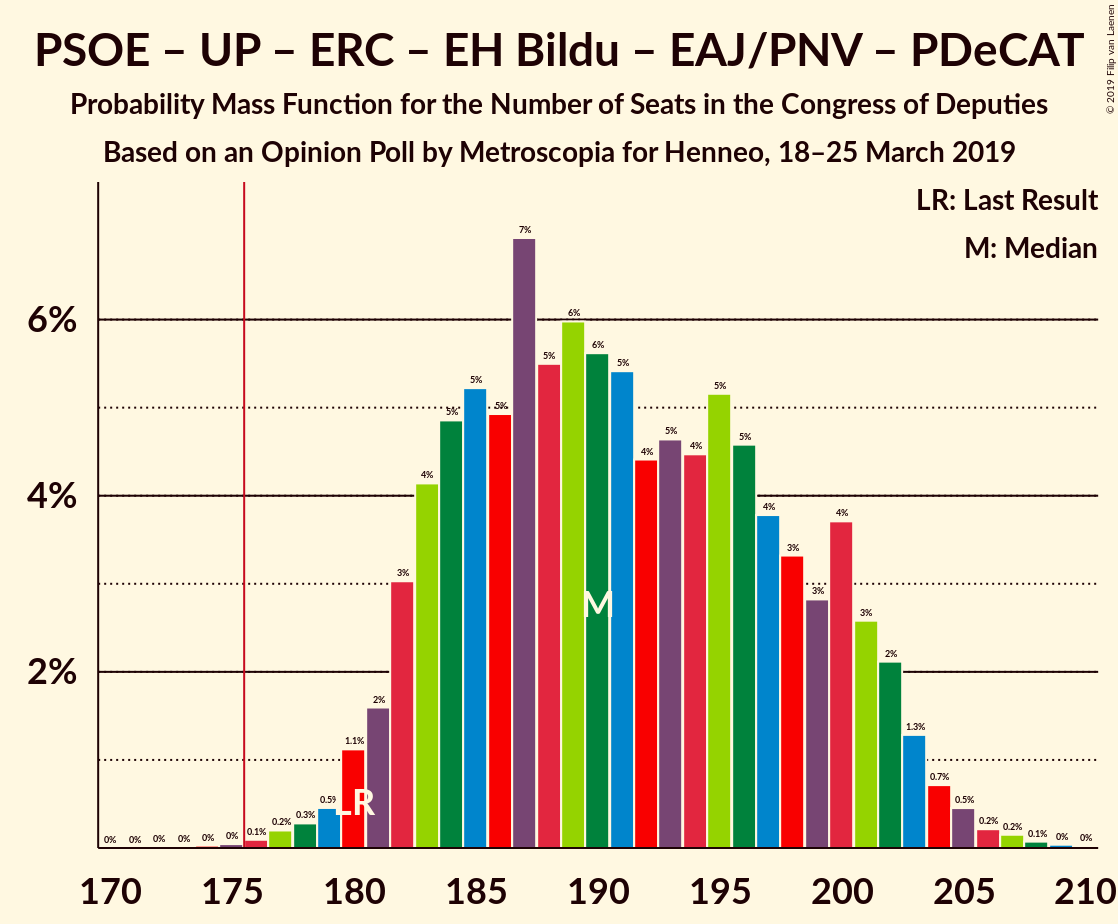 PSOE – UP – ERC – EH Bildu – EAJ/PNV – PDeCAT
Probability Mass Function for the Number of Seats in the Congress of Deputies
Based on an Opinion Poll by Metroscopia for Henneo, 18–25 March 2019
© 2019 Filip van Laenen
LR: Last Result
M: Median
6%
4%
2%
0% 0% 0% 0% 0% 0% 0.1% 0.2% 0.3% 0.5% 1.1% 2% 3% 4% 5% 5% 5% 7% 5% 6% 6% 5% 4% 5% 4% 5% 5% 4% 3% 3% 4% 3% 2% 1.3% 0.7% 0.5% 0.2% 0.2% 0.1% 0% 0%
LR
M
170 175 180 185 190 195 200 205 210